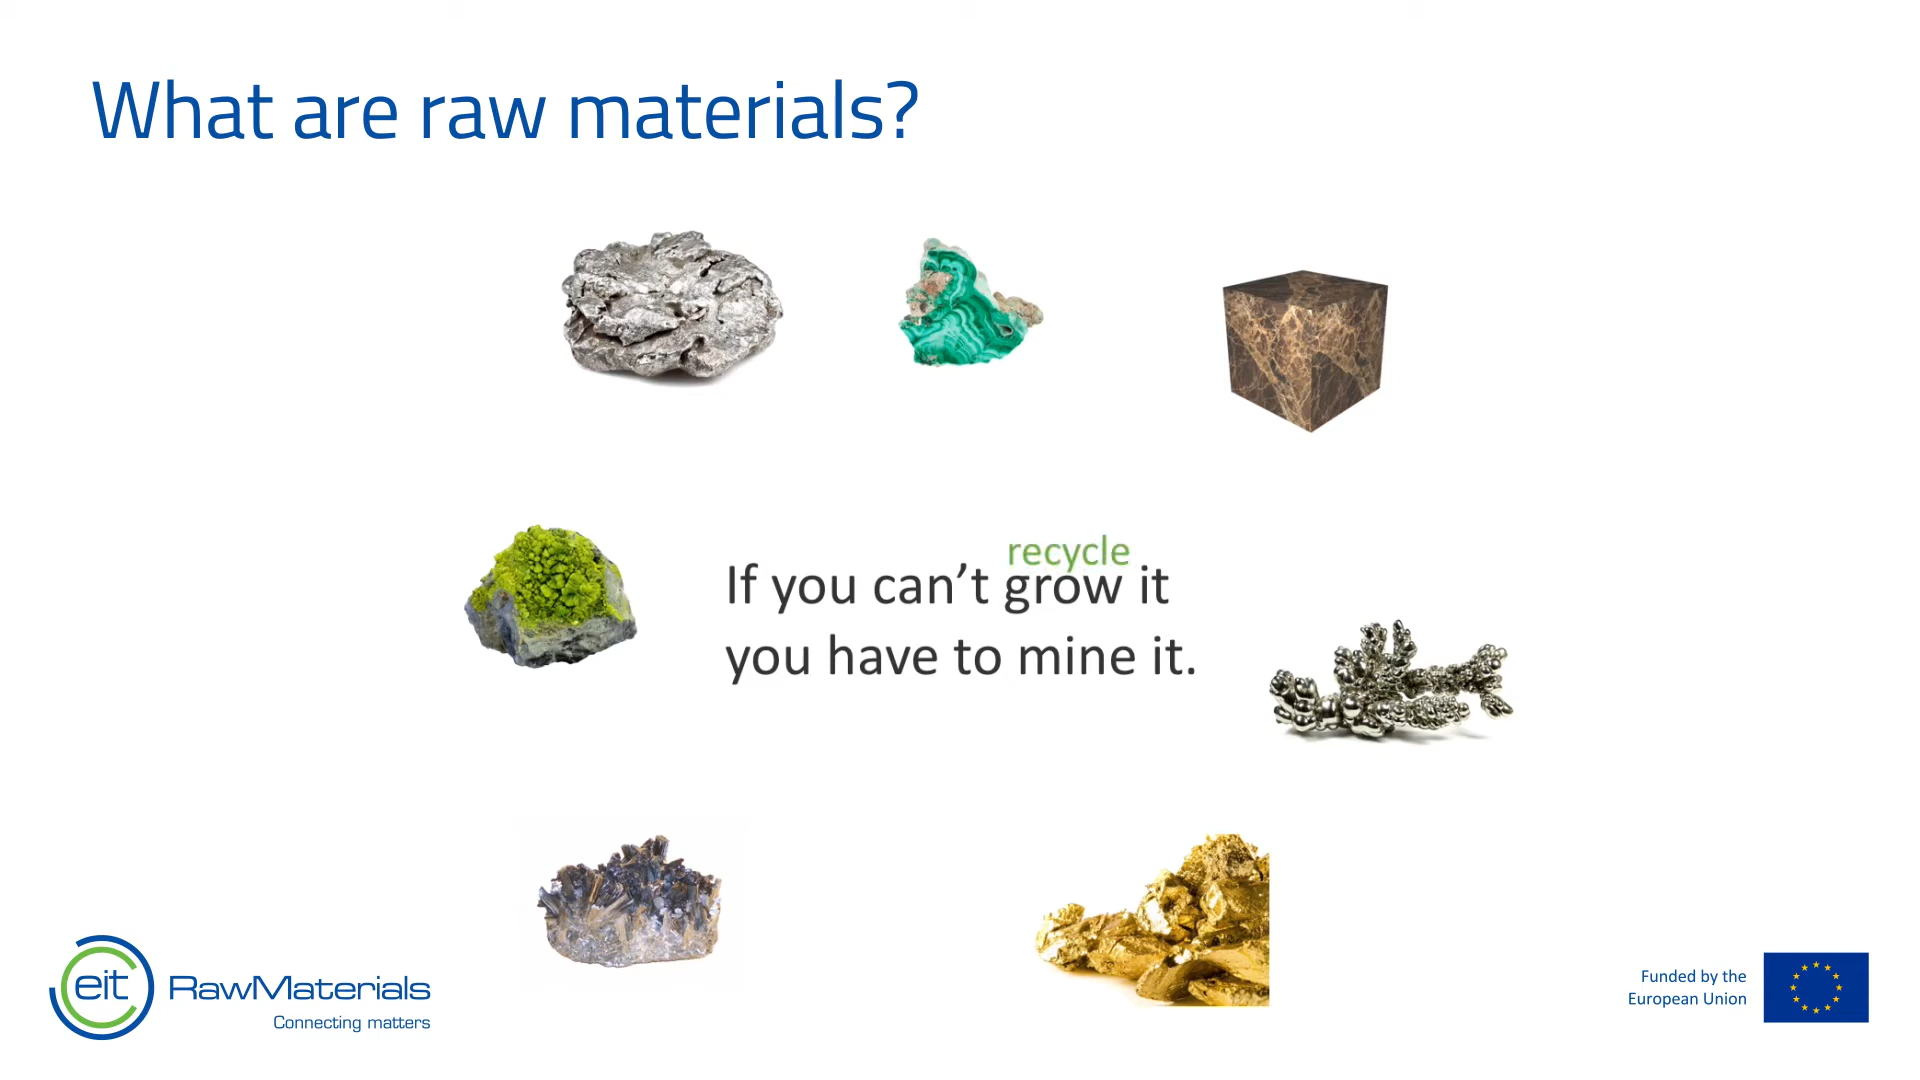 What are raw materials?
recycle
If you can’t grow it
you have to mine it.
eit RawMaterials
Connecting matters
Funded by the
European Union